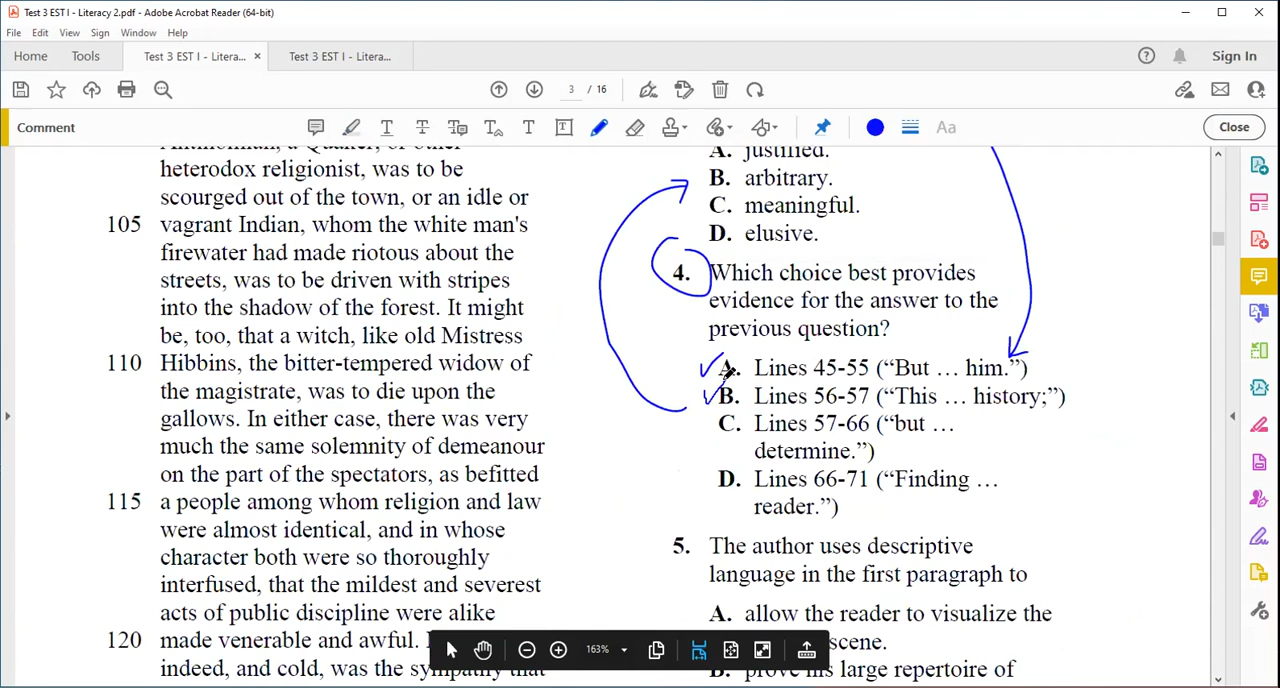 Test 3 EST I - Literacy 2.pdf - Adobe Acrobat Reader (64-bit)
File Edit View Sign Window Help
Home Tools Test 3 EST I - Litera... × Test 3 EST I - Litera... Sign In
3 / 16
Comment Aa Close
heterodox religionist, was to be
scourged out of the town, or an idle or
105 vagrant Indian, whom the white man's
firewater had made riotous about the
streets, was to be driven with stripes
into the shadow of the forest. It might
be, too, that a witch, like old Mistress
110 Hibbins, the bitter-tempered widow of
the magistrate, was to die upon the
gallows. In either case, there was very
much the same solemnity of demeanour
on the part of the spectators, as befitted
115 a people among whom religion and law
were almost identical, and in whose
character both were so thoroughly
interfused, that the mildest and severest
acts of public discipline were alike
120 made venerable and awful.
indeed, and cold, was the sympathy that
A. justified.
B. arbitrary.
C. meaningful.
D. elusive.
4. Which choice best provides
evidence for the answer to the
previous question?
A. Lines 45-55 (“But … him.”)
B. Lines 56-57 (“This … history;”)
C. Lines 57-66 (“but …
determine.”)
D. Lines 66-71 (“Finding …
reader.”)
5. The author uses descriptive
language in the first paragraph to
A. allow the reader to visualize the
scene.
B. prove his large repertoire of
163%